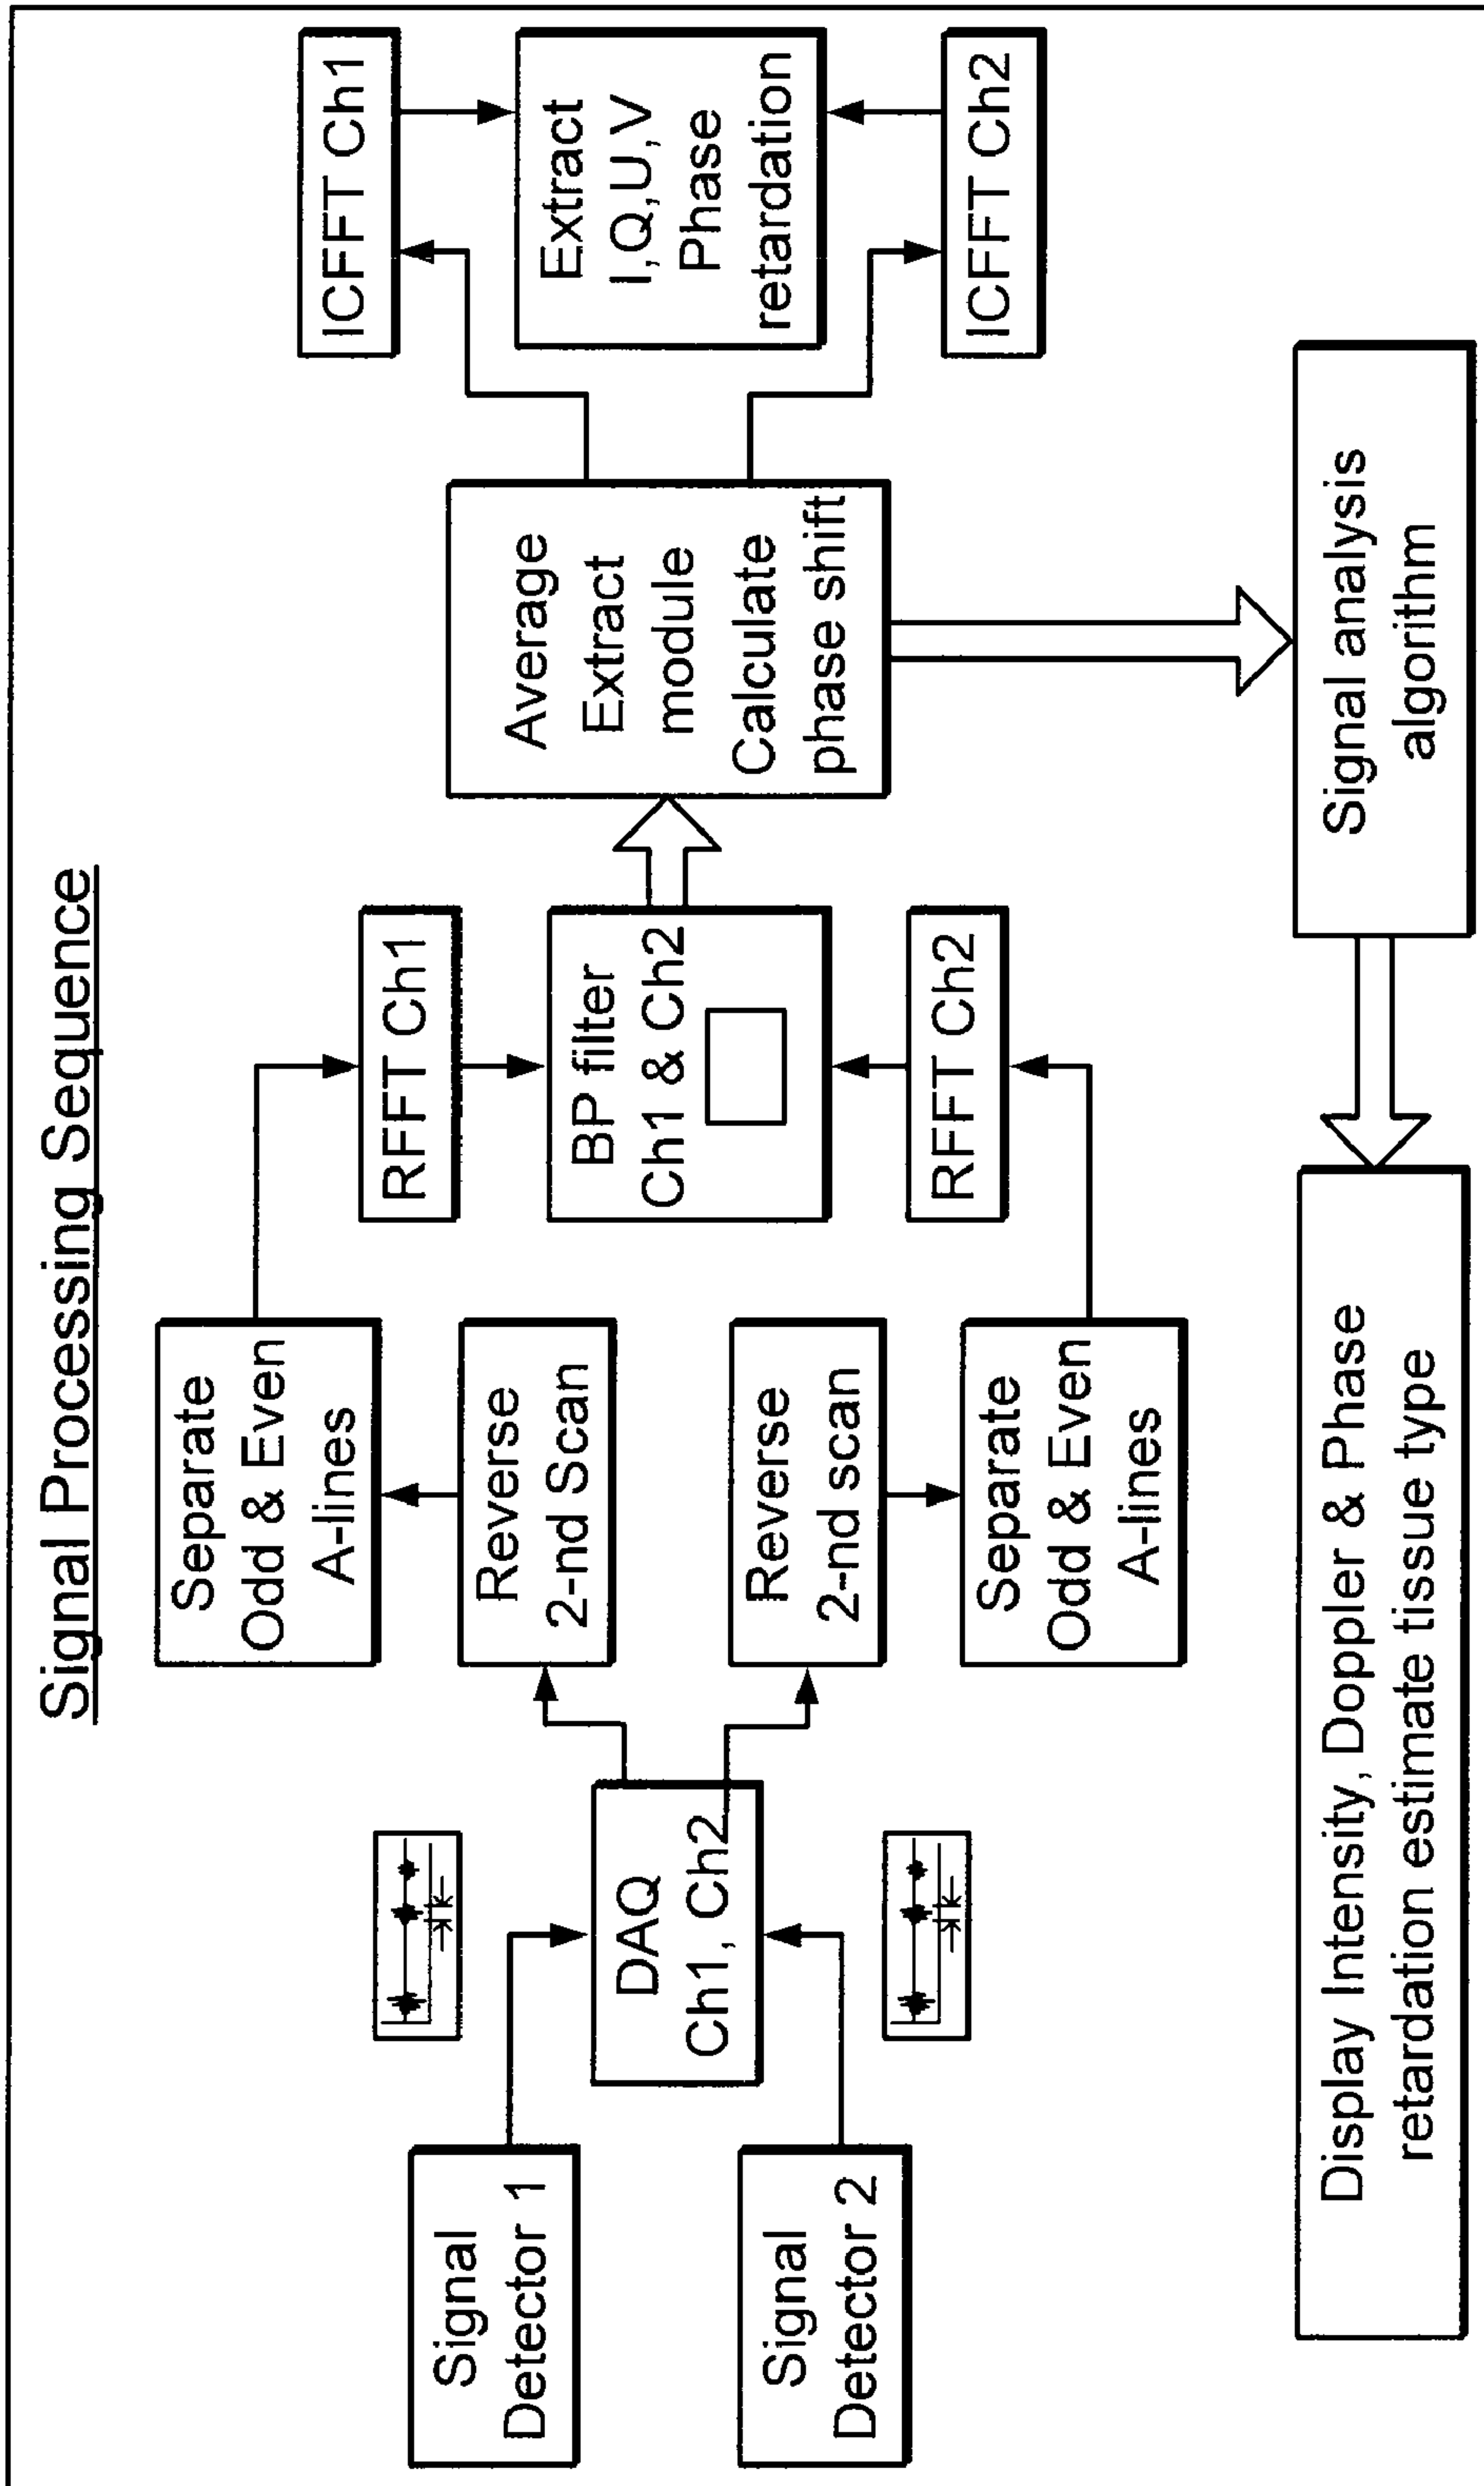 Signal Processing Sequence
Signal
Detector 1
Signal
Detector 2
DAQ
Ch1, Ch2
Separate
Odd & Even
A-lines
Reverse
2-nd Scan
Reverse
2-nd scan
Separate
Odd & Even
A-lines
RFFT Ch1
BP filter
Ch1 & Ch2
RFFT Ch2
Average
Extract
module
Calculate
phase shift
ICFFT Ch1
Extract
I,Q,U,V
Phase
retardation
ICFFT Ch2
Signal analysis
algorithm
Display Intensity, Doppler & Phase
retardation estimate tissue type